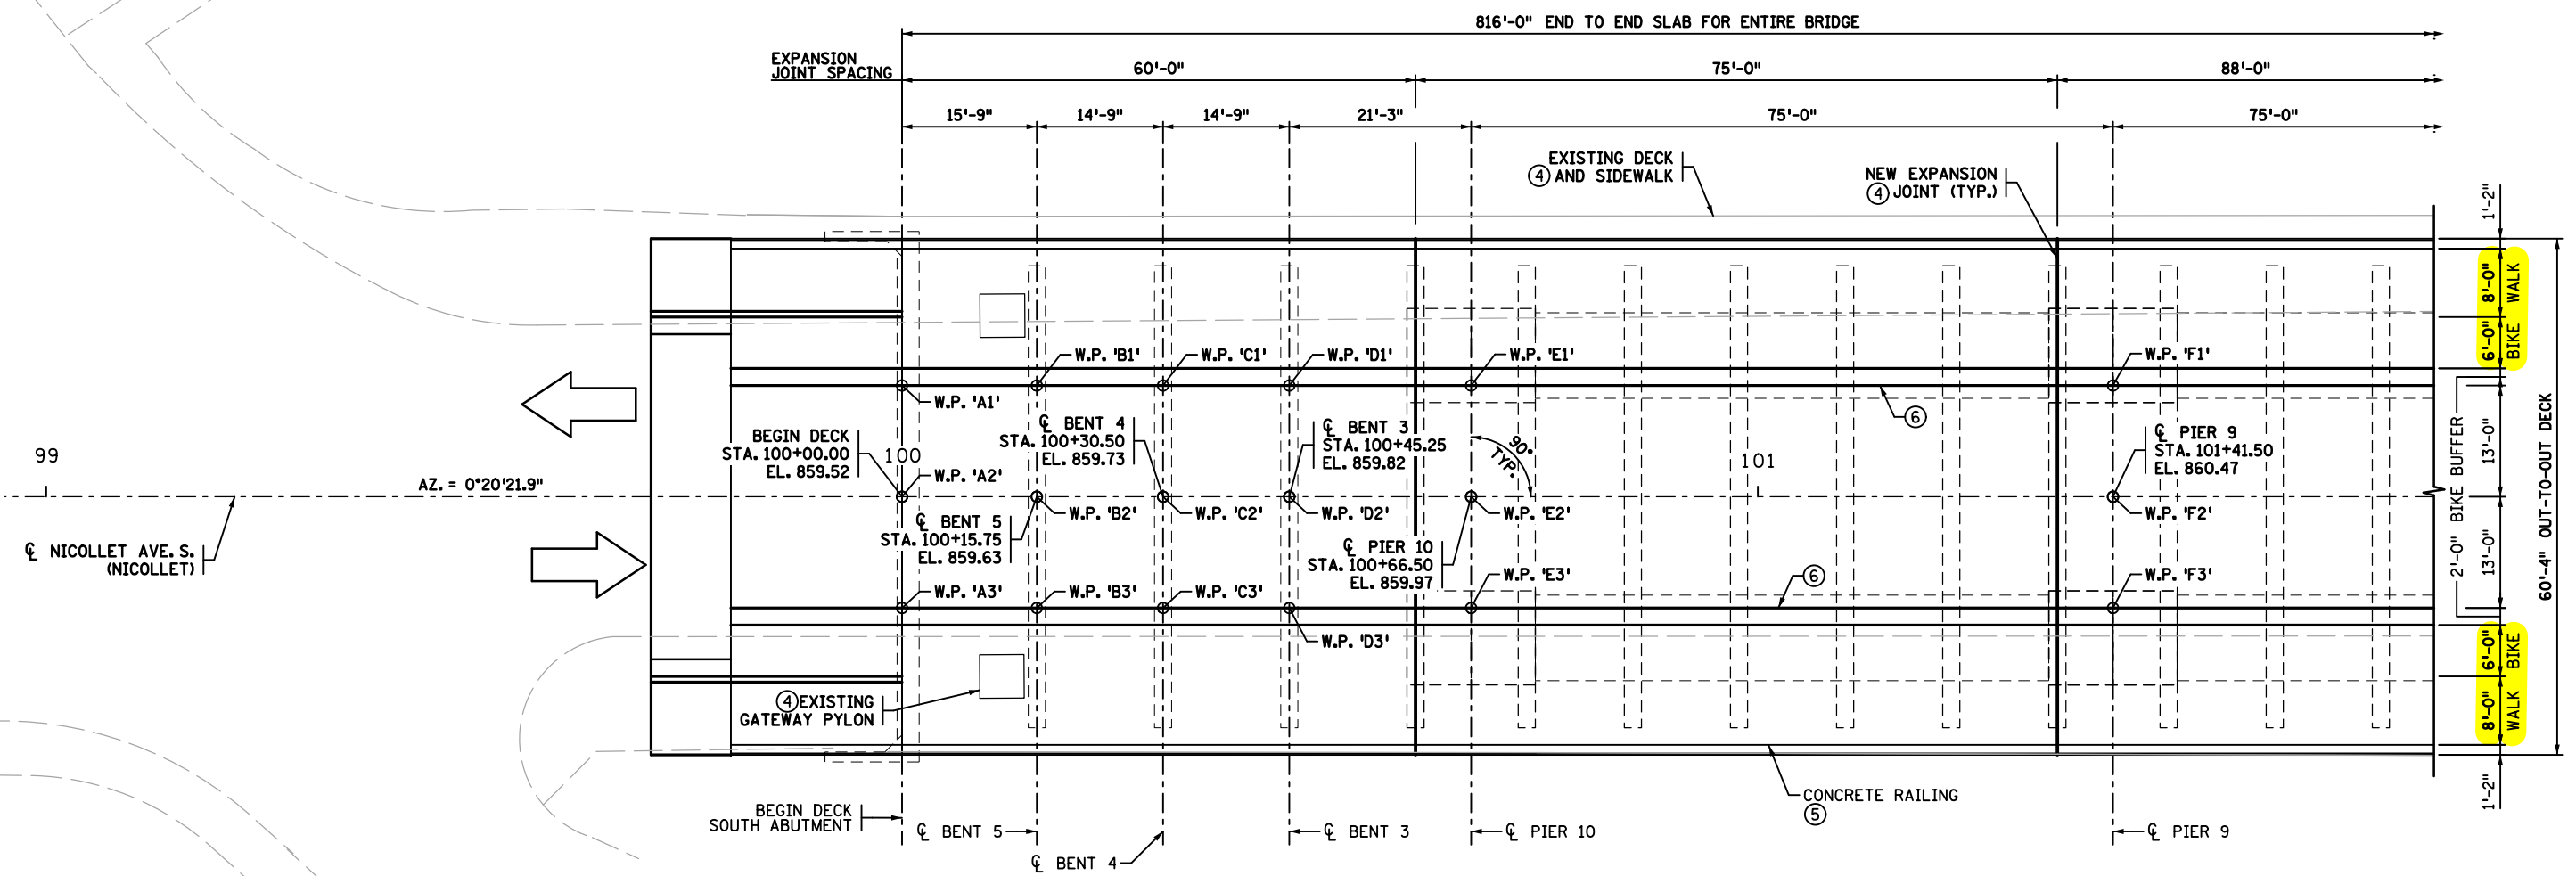 816'-0" END TO END SLAB FOR ENTIRE BRIDGE
EXPANSION
JOINT SPACING
60'-0"
75'-0"
88'-0"
15'-9"
14'-9"
14'-9"
21'-3"
75'-0"
75'-0"
EXISTING DECK
④ AND SIDEWALK
NEW EXPANSION
④ JOINT (TYP.)
1'-2"
8'-0" WALK
6'-0" BIKE
W.P. 'B1'
W.P. 'C1'
W.P. 'D1'
W.P. 'E1'
W.P. 'F1'
W.P. 'A1'
⑥
BEGIN DECK
STA. 100+00.00
EL. 859.52
100
W.P. 'A2'
℄ BENT 4
STA. 100+30.50
EL. 859.73
℄ BENT 3
STA. 100+45.25
EL. 859.82
90°
TYP.
101
℄ PIER 9
STA. 101+41.50
EL. 860.47
13'-0"
2'-0" BIKE BUFFER
60'-4" OUT-TO-OUT DECK
99
AZ. = 0°20'21.9"
℄ NICOLLET AVE. S.
(NICOLLET)
℄ BENT 5
STA. 100+15.75
EL. 859.63
W.P. 'B2'
W.P. 'C2'
W.P. 'D2'
W.P. 'E2'
W.P. 'F2'
℄ PIER 10
STA. 100+66.50
EL. 859.97
13'-0"
W.P. 'A3'
W.P. 'B3'
W.P. 'C3'
W.P. 'D3'
W.P. 'E3'
⑥
W.P. 'F3'
6'-0" BIKE
8'-0" WALK
④ EXISTING
GATEWAY PYLON
1'-2"
CONCRETE RAILING
⑤
BEGIN DECK
SOUTH ABUTMENT
℄ BENT 5
℄ BENT 4
℄ BENT 3
℄ PIER 10
℄ PIER 9